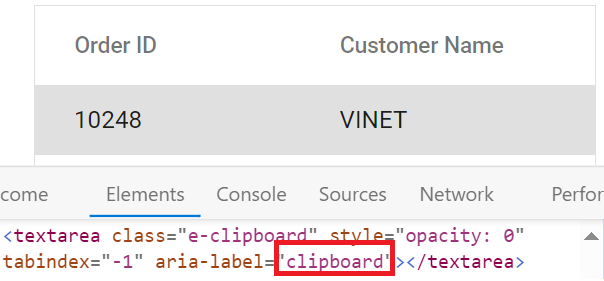 Order ID Customer Name
10248 VINET
come Elements Console Sources Network Perfor
<textarea class="e-clipboard" style="opacity: 0"
tabindex="-1" aria-label="clipboard"></textarea>